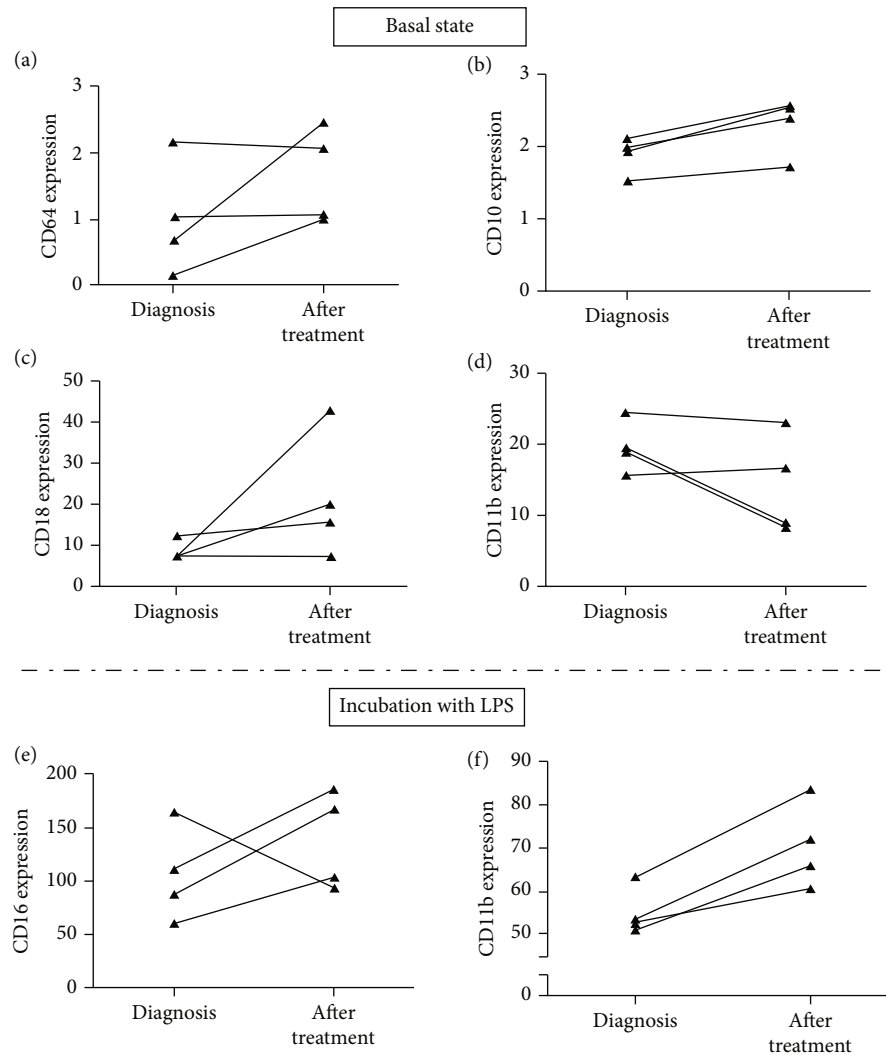 Basal state
(a)
CD64 expression
3
2
1
0
Diagnosis
After
treatment
(b)
CD10 expression
3
2
1
0
Diagnosis
After
treatment
(c)
CD18 expression
50
40
30
20
10
0
Diagnosis
After
treatment
(d)
CD11b expression
30
20
10
0
Diagnosis
After
treatment
Incubation with LPS
(e)
CD16 expression
200
150
100
50
0
Diagnosis
After
treatment
(f)
CD11b expression
90
80
70
60
50
0
Diagnosis
After
treatment